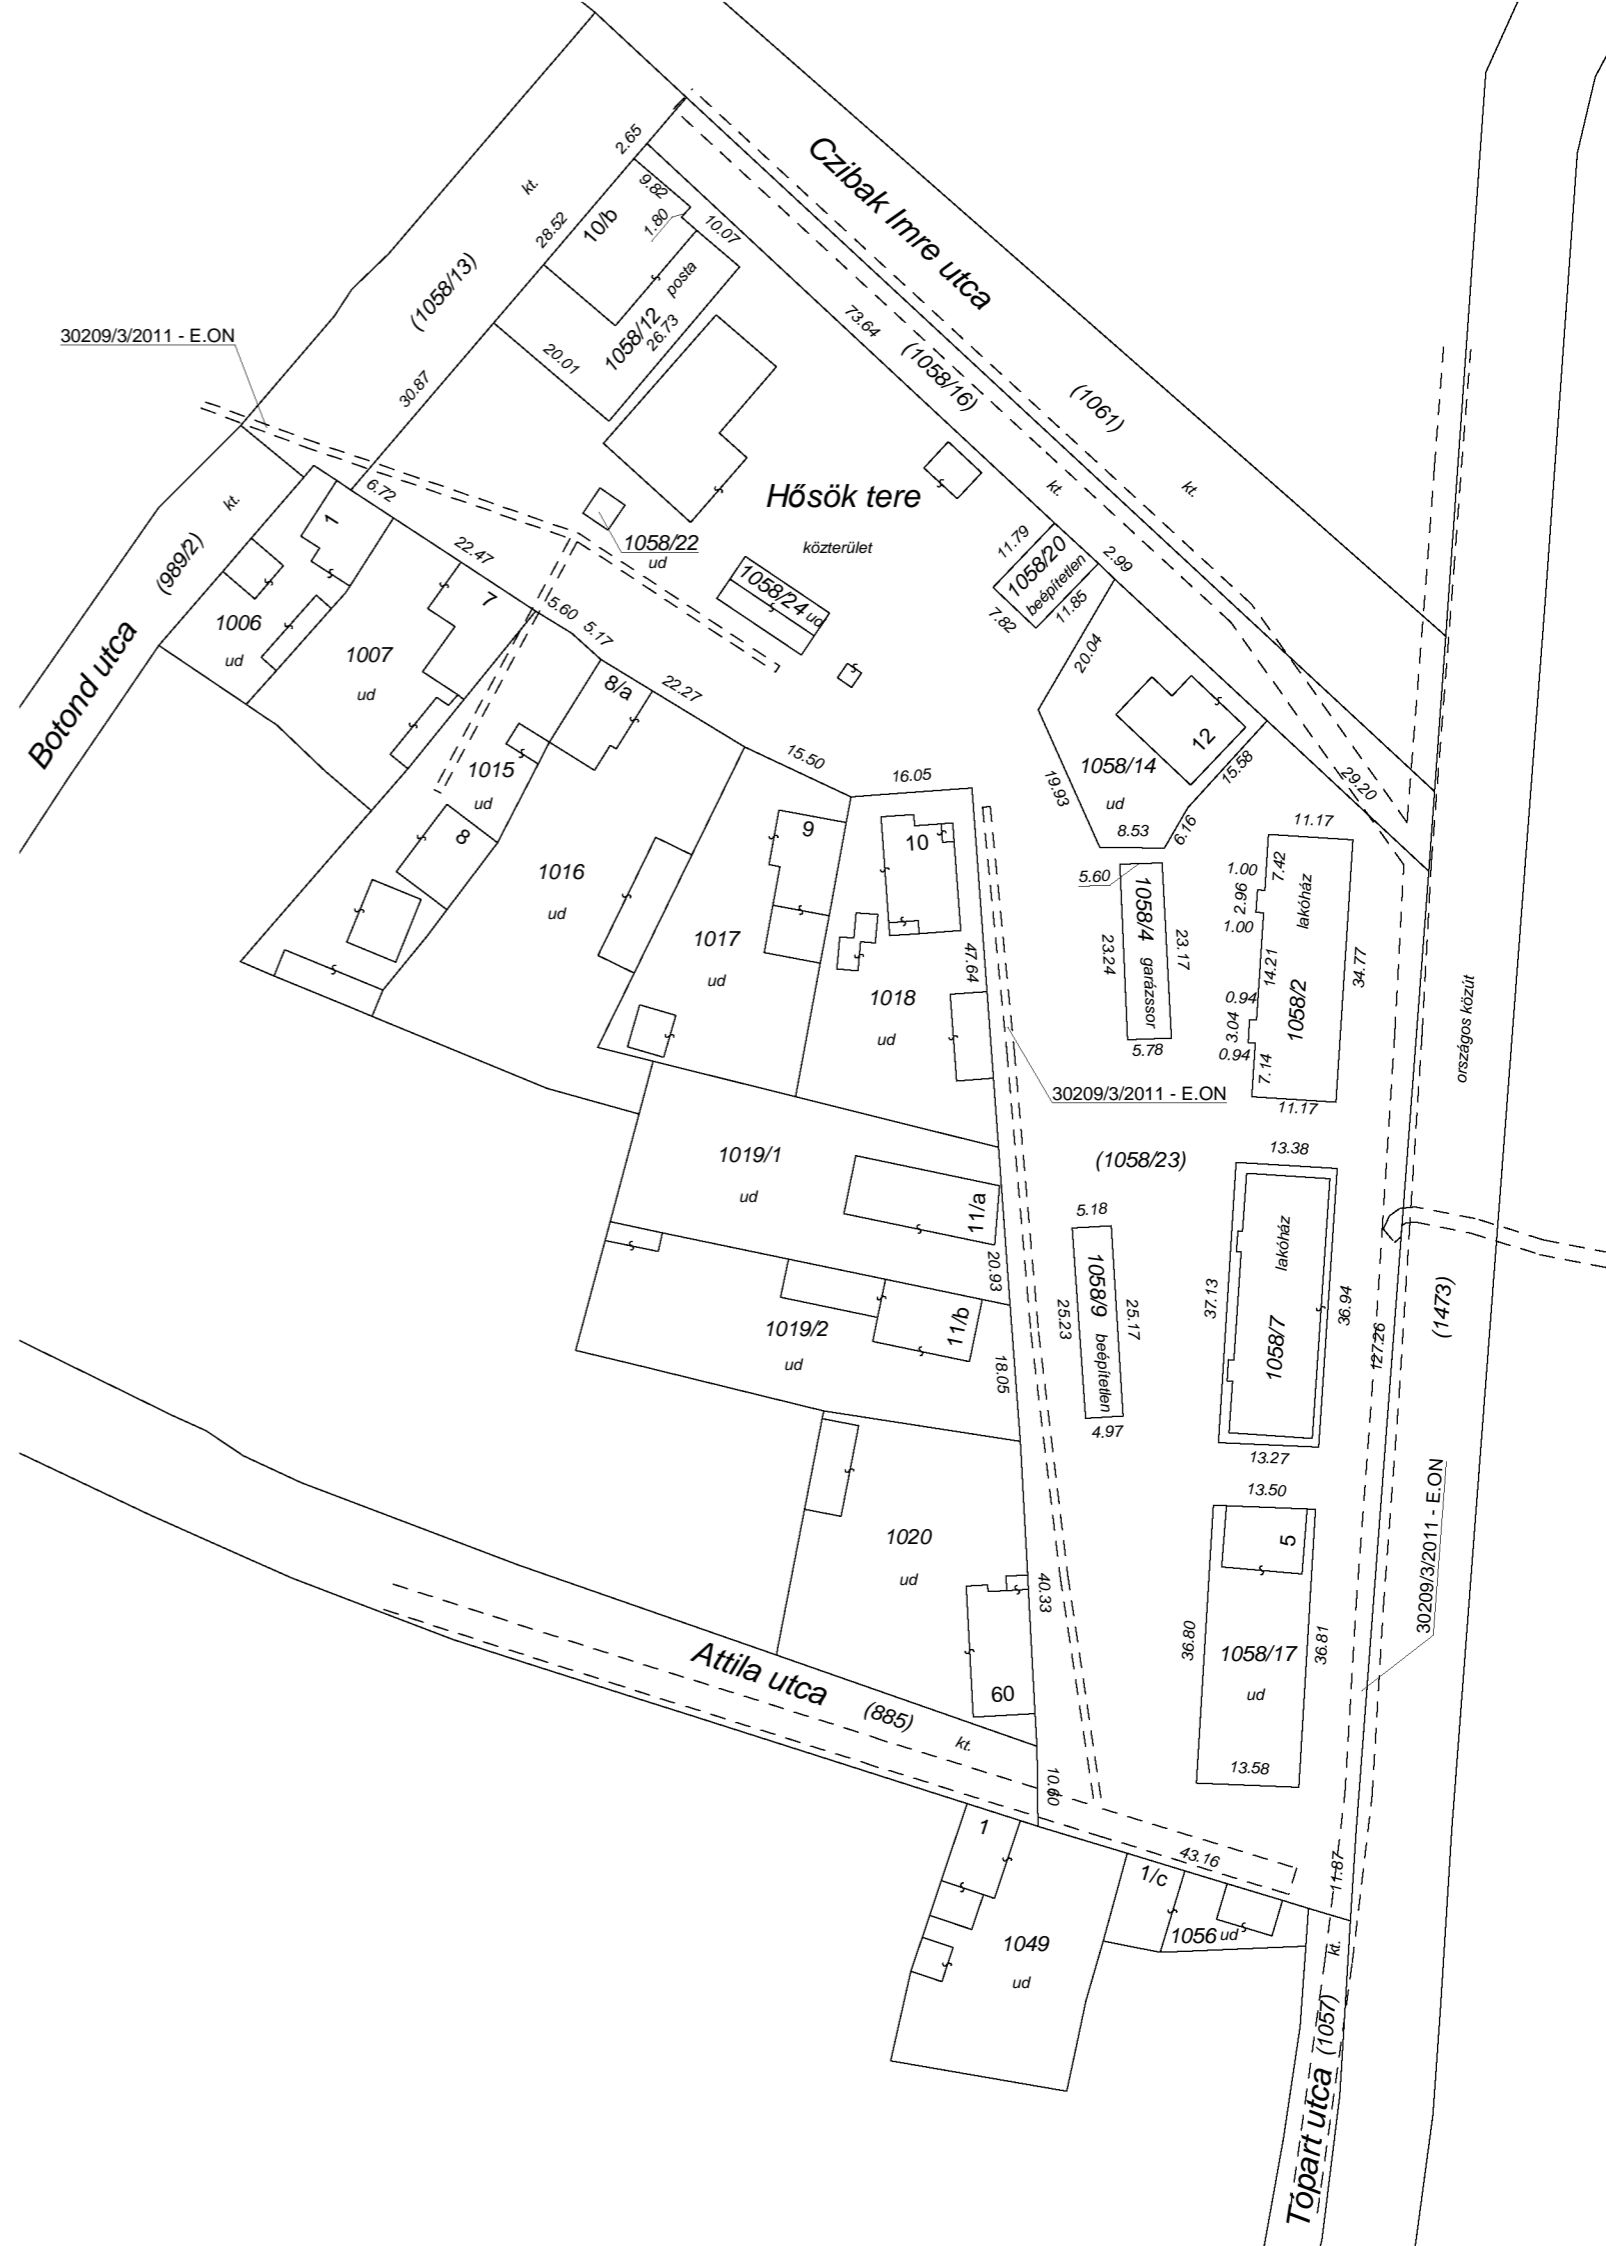 2.65
Czibak Imre utca
kt.
9.82
28.52
10/b
1.80
10.07
(1058/13)
posta
1058/12
26.73
73.64
30209/3/2011 - E.ON
20.01
(1058/16)
30.87
(1061)
kt.
6.72
Hősök tere
kt.
kt.
1
22.47
1058/22
ud
közterület
11.79
1058/20
beépítetlen
2.99
(989/2)
1058/24 ud
7.82
11.85
1006
ud
7
5.60
5.17
1007
ud
20.04
8/a
22.27
Botond utca
12
15.50
1015
ud
16.05
1058/14
ud
19.93
15.58
29.20
8
9
10
8.53
6.16
11.17
5.60
1.00
7.42
2.96
1.00
lakóház
1016
ud
1058/4 garázssor
23.24
23.17
1017
ud
47.64
14.21
34.77
1018
ud
0.94
3.04
0.94
1058/2
országos közút
5.78
7.14
30209/3/2011 - E.ON
11.17
1019/1
ud
(1058/23)
13.38
11/a
5.18
lakóház
20.93
1058/9 beépítetlen
37.13
36.94
(1473)
1019/2
ud
11/b
25.23
25.17
127.26
1058/7
18.05
4.97
13.27
13.50
1020
ud
5
30209/3/2011 - E.ON
40.33
36.80
1058/17
ud
36.81
Attila utca
(885)
kt.
60
13.58
10.60
1
43.16
11.87
1/c
1049
ud
1056 ud
kt.
Tópart utca (1057)